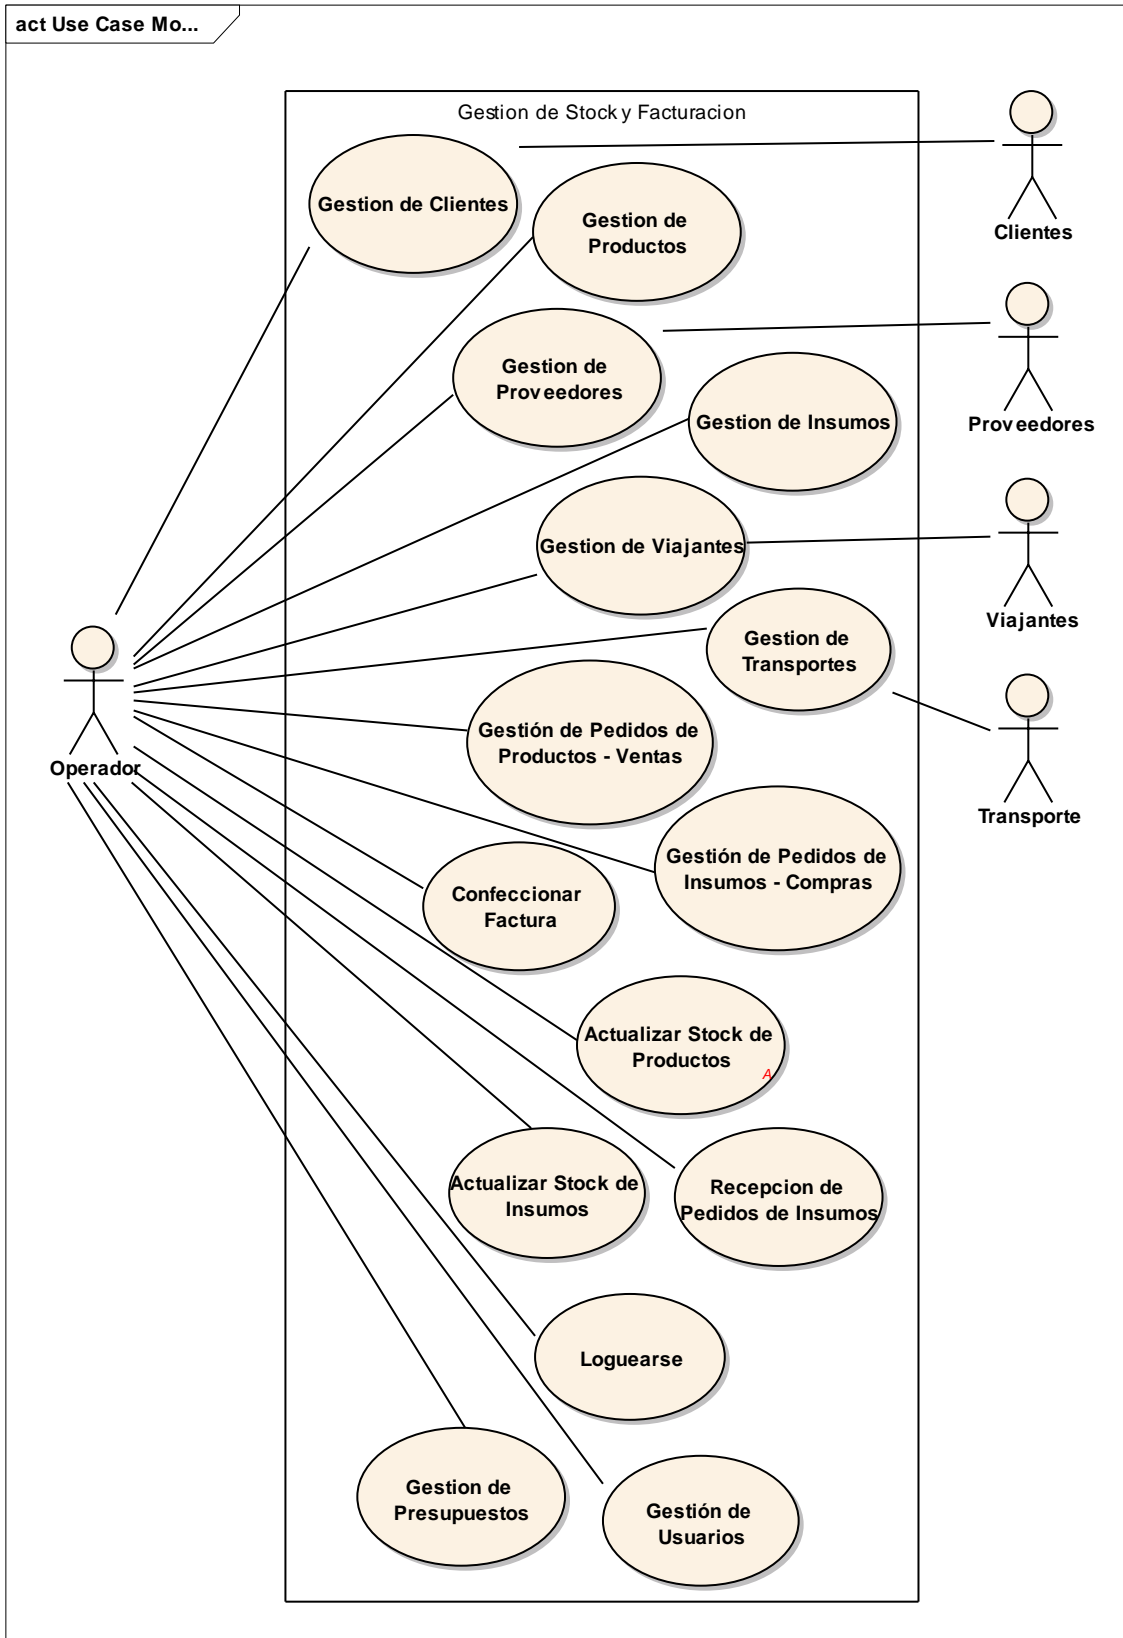 act Use Case Mo...
Gestion de Stock y Facturacion
Gestion de Clientes
Gestion de
Productos
Clientes
Gestion de
Proveedores
Gestion de Insumos
Proveedores
Gestion de Viajantes
Viajantes
Gestion de
Transportes
Operador
Gestión de Pedidos de
Productos - Ventas
Transporte
Gestión de Pedidos de
Insumos - Compras
Confeccionar
Factura
Actualizar Stock de
Productos
A
Actualizar Stock de
Insumos
Recepcion de
Pedidos de Insumos
Loguearse
Gestion de
Presupuestos
Gestión de
Usuarios